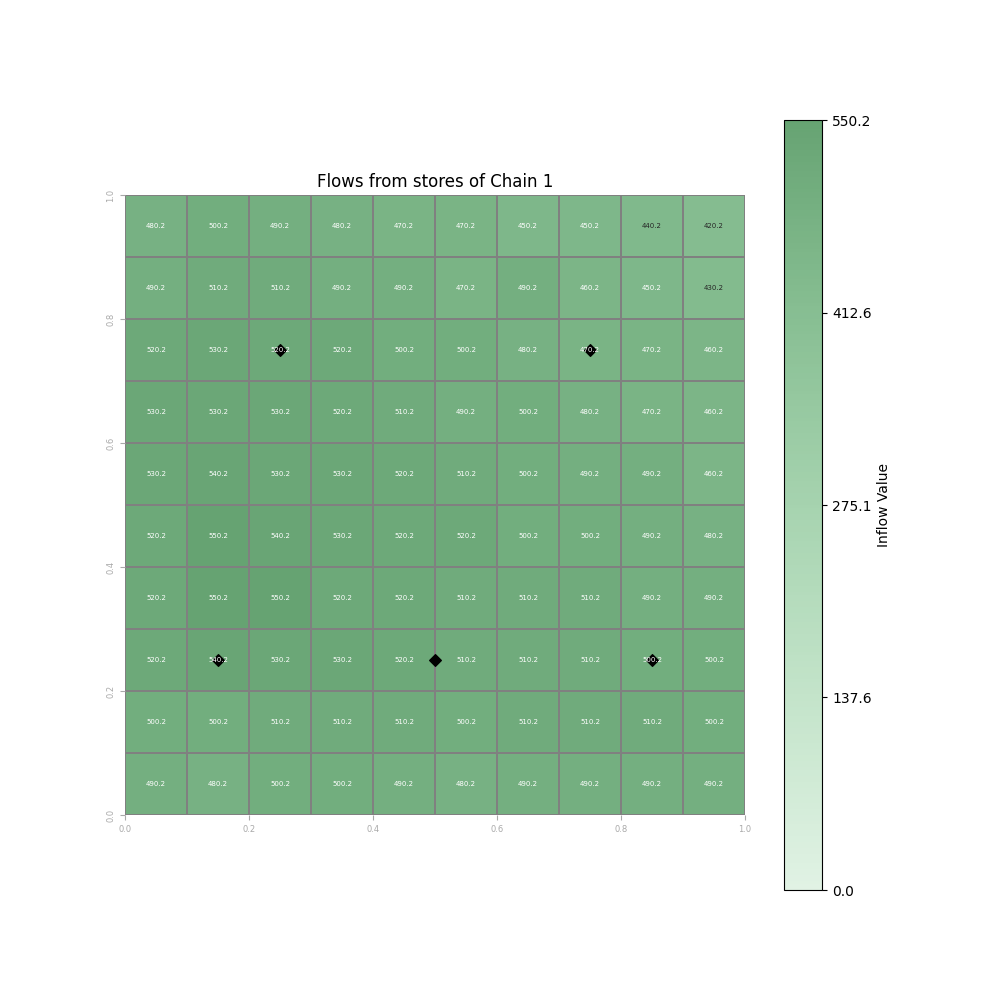 Flows from stores of Chain 1
1.0 480.2 500.2 490.2 480.2 470.2 470.2 450.2 450.2 440.2 420.2
490.2 510.2 510.2 490.2 490.2 470.2 490.2 460.2 450.2 430.2
0.8 520.2 530.2 520.2 520.2 500.2 500.2 480.2 470.2 470.2 460.2
530.2 530.2 530.2 520.2 510.2 490.2 500.2 480.2 470.2 460.2
0.6 530.2 540.2 530.2 530.2 520.2 510.2 500.2 490.2 490.2 460.2
520.2 550.2 540.2 530.2 520.2 520.2 500.2 500.2 490.2 480.2
0.4 520.2 550.2 550.2 520.2 520.2 510.2 510.2 510.2 490.2 490.2
520.2 540.2 530.2 530.2 520.2 510.2 510.2 510.2 500.2 500.2
0.2 500.2 500.2 510.2 510.2 510.2 500.2 510.2 510.2 510.2 500.2
490.2 480.2 500.2 500.2 490.2 480.2 490.2 490.2 490.2 490.2
0.0
0.0 0.2 0.4 0.6 0.8 1.0
550.2
412.6
275.1
137.6
0.0
Inflow Value